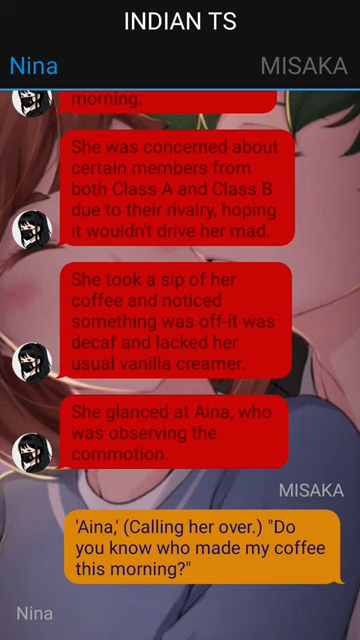 INDIAN TS
Nina MISAKA
morning.
She was concerned about
certain members from
both Class A and Class B
due to their rivalry, hoping
it wouldn't drive her mad.
She took a sip of her
coffee and noticed
something was off-it was
decaf and lacked her
usual vanilla creamer.
She glanced at Aina, who
was observing the
commotion.
MISAKA
'Aina,' (Calling her over.) "Do
you know who made my coffee
this morning?"
Nina